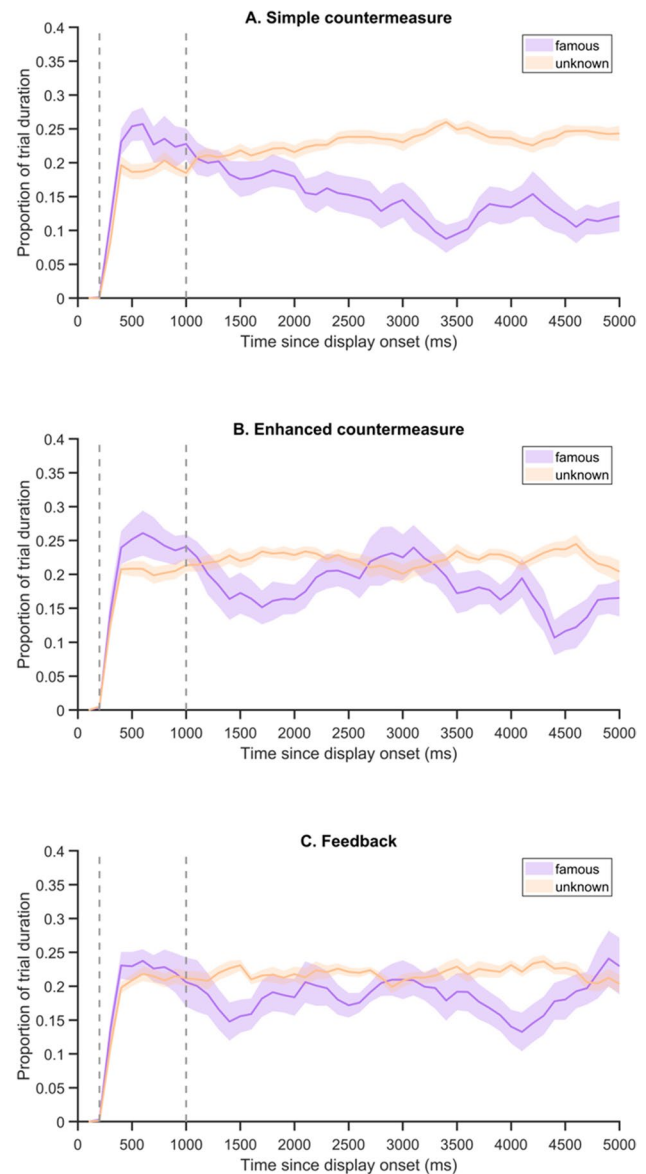 A. Simple countermeasure
0.4
0.35
0.3
0.25
0.2
0.15
0.1
0.05
0
Proportion of trial duration
famous
unknown
0 500 1000 1500 2000 2500 3000 3500 4000 4500 5000
Time since display onset (ms)
B. Enhanced countermeasure
0.4
0.35
0.3
0.25
0.2
0.15
0.1
0.05
0
Proportion of trial duration
famous
unknown
0 500 1000 1500 2000 2500 3000 3500 4000 4500 5000
Time since display onset (ms)
C. Feedback
0.4
0.35
0.3
0.25
0.2
0.15
0.1
0.05
0
Proportion of trial duration
famous
unknown
0 500 1000 1500 2000 2500 3000 3500 4000 4500 5000
Time since display onset (ms)